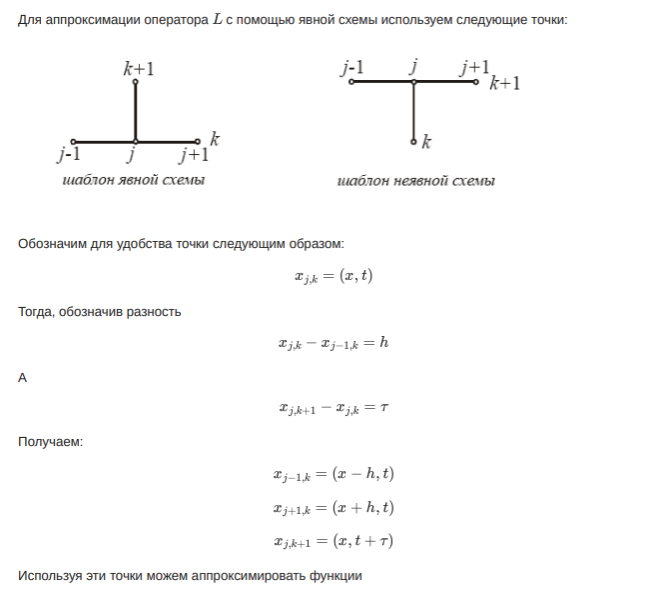 Для аппроксимации оператора L с помощью явной схемы используем следующие точки:
k+1
j-1 j j+1
k+1
k
j-1 j j+1
k
шаблон явной схемы
шаблон неявной схемы
Обозначим для удобства точки следующим образом:
x_{j,k} = (x, t)
Тогда, обозначив разность
x_{j,k} − x_{j−1,k} = h
А
x_{j,k+1} − x_{j,k} = τ
Получаем:
x_{j−1,k} = (x − h, t)
x_{j+1,k} = (x + h, t)
x_{j,k+1} = (x, t + τ)
Используя эти точки можем аппроксимировать функции